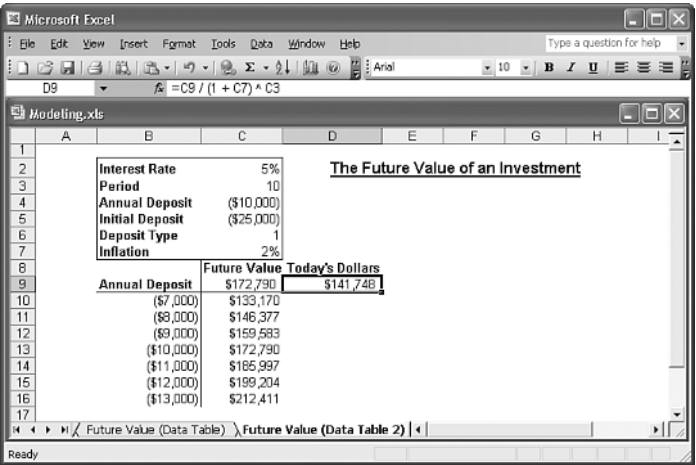 Microsoft Excel
File Edit View Insert Format Tools Data Window Help Type a question for help
Σ Arial 10 B I U
D9 fx =C9 / (1 + C7) ^ C3
Modeling.xls
A B C D E F G H I
1
2 Interest Rate 5% The Future Value of an Investment
3 Period 10
4 Annual Deposit ($10,000)
5 Initial Deposit ($25,000)
6 Deposit Type 1
7 Inflation 2%
8 Future Value Today's Dollars
9 Annual Deposit $172,790 $141,748
10 ($7,000) $133,170
11 ($8,000) $146,377
12 ($9,000) $159,583
13 ($10,000) $172,790
14 ($11,000) $185,997
15 ($12,000) $199,204
16 ($13,000) $212,411
17
Future Value (Data Table) Future Value (Data Table 2)
Ready